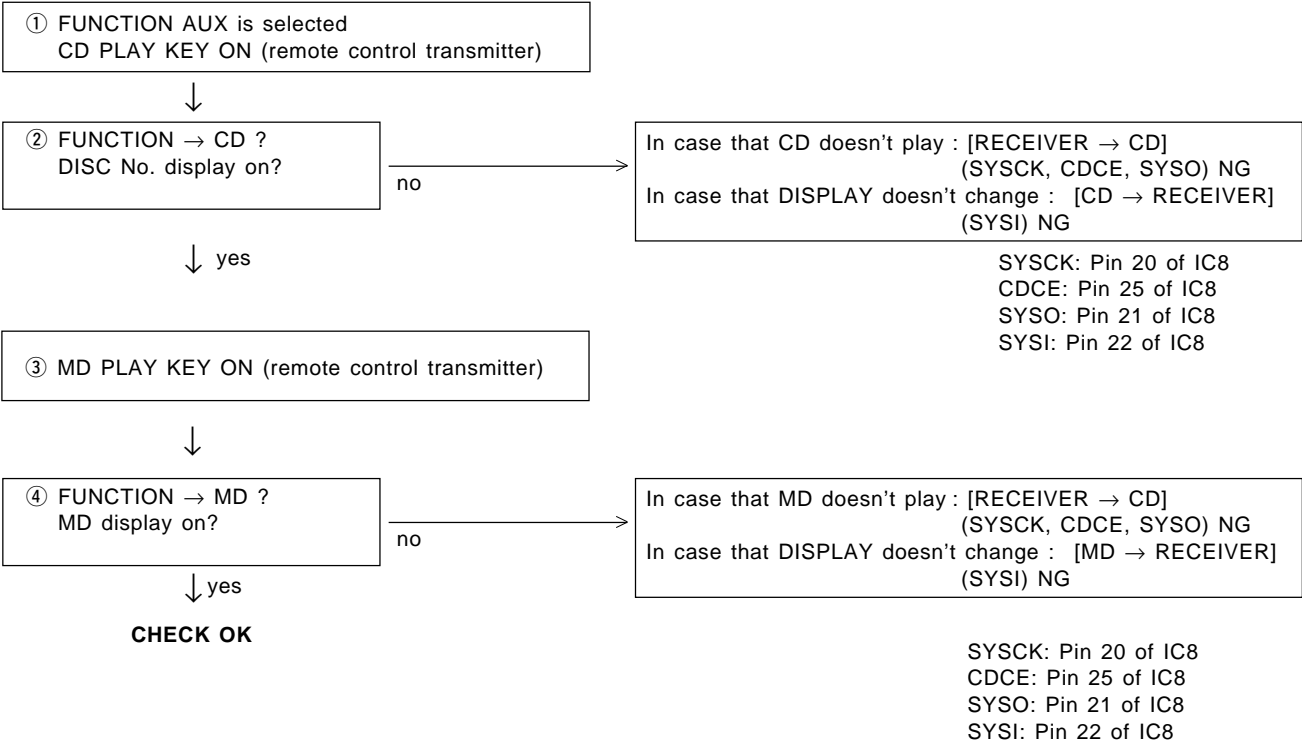 ① FUNCTION AUX is selected
CD PLAY KEY ON (remote control transmitter)
② FUNCTION → CD ?
DISC No. display on?
no
In case that CD doesn't play : [RECEIVER → CD]
(SYSCK, CDCE, SYSO) NG
In case that DISPLAY doesn't change : [CD → RECEIVER]
(SYSI) NG
yes
SYSCK: Pin 20 of IC8
CDCE: Pin 25 of IC8
SYSO: Pin 21 of IC8
SYSI: Pin 22 of IC8
③ MD PLAY KEY ON (remote control transmitter)
④ FUNCTION → MD ?
MD display on?
no
In case that MD doesn't play : [RECEIVER → CD]
(SYSCK, CDCE, SYSO) NG
In case that DISPLAY doesn't change : [MD → RECEIVER]
(SYSI) NG
yes
CHECK OK
SYSCK: Pin 20 of IC8
CDCE: Pin 25 of IC8
SYSO: Pin 21 of IC8
SYSI: Pin 22 of IC8